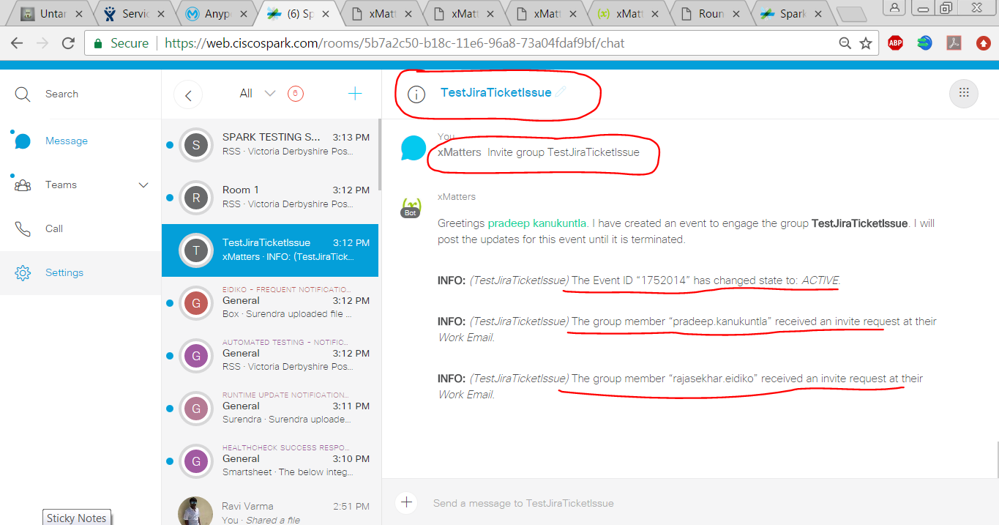 Untar
Servic
Anypo
(6) Sp
xMatt
xMatt
xMatt
xMatt
Roun
Spark
Secure
https://web.ciscospark.com/rooms/5b7a2c50-b18c-11e6-96a8-73a04fdaf9bf/chat
ABP
Search
Message
Teams
Call
Settings
Sticky Notes
All
6
S
SPARK TESTING S... 3:13 PM
RSS · Victoria Derbyshire Pos...
R
Room 1 3:12 PM
RSS · Victoria Derbyshire Pos...
T
TestJiraTicketIssue 3:12 PM
xMatters · INFO: (TestJiraTick...
EIDIKO - FREQUENT NOTIFICATIO...
G
General 3:12 PM
Box · Surendra uploaded file ...
AUTOMATED TESTING - NOTIFIC...
G
General 3:12 PM
RSS · Victoria Derbyshire Pos...
RUNTIME UPDATE NOTIFICATION...
G
General 3:11 PM
Surendra · Surendra uploade...
HEALTHCHECK SUCCESS RESPO...
G
General 3:10 PM
Smartsheet · The below integ...
Ravi Varma 2:51 PM
You · Shared a file
TestJiraTicketIssue
You
xMatters Invite group TestJiraTicketIssue
xMatters
(x)
Bot
Greetings pradeep kanukuntla. I have created an event to engage the group TestJiraTicketIssue. I will
post the updates for this event until it is terminated.
INFO: (TestJiraTicketIssue) The Event ID “1752014” has changed state to: ACTIVE.
INFO: (TestJiraTicketIssue) The group member “pradeep.kanukuntla” received an invite request at their
Work Email.
INFO: (TestJiraTicketIssue) The group member “rajasekhar.eidiko” received an invite request at their
Work Email.
Send a message to TestJiraTicketIssue